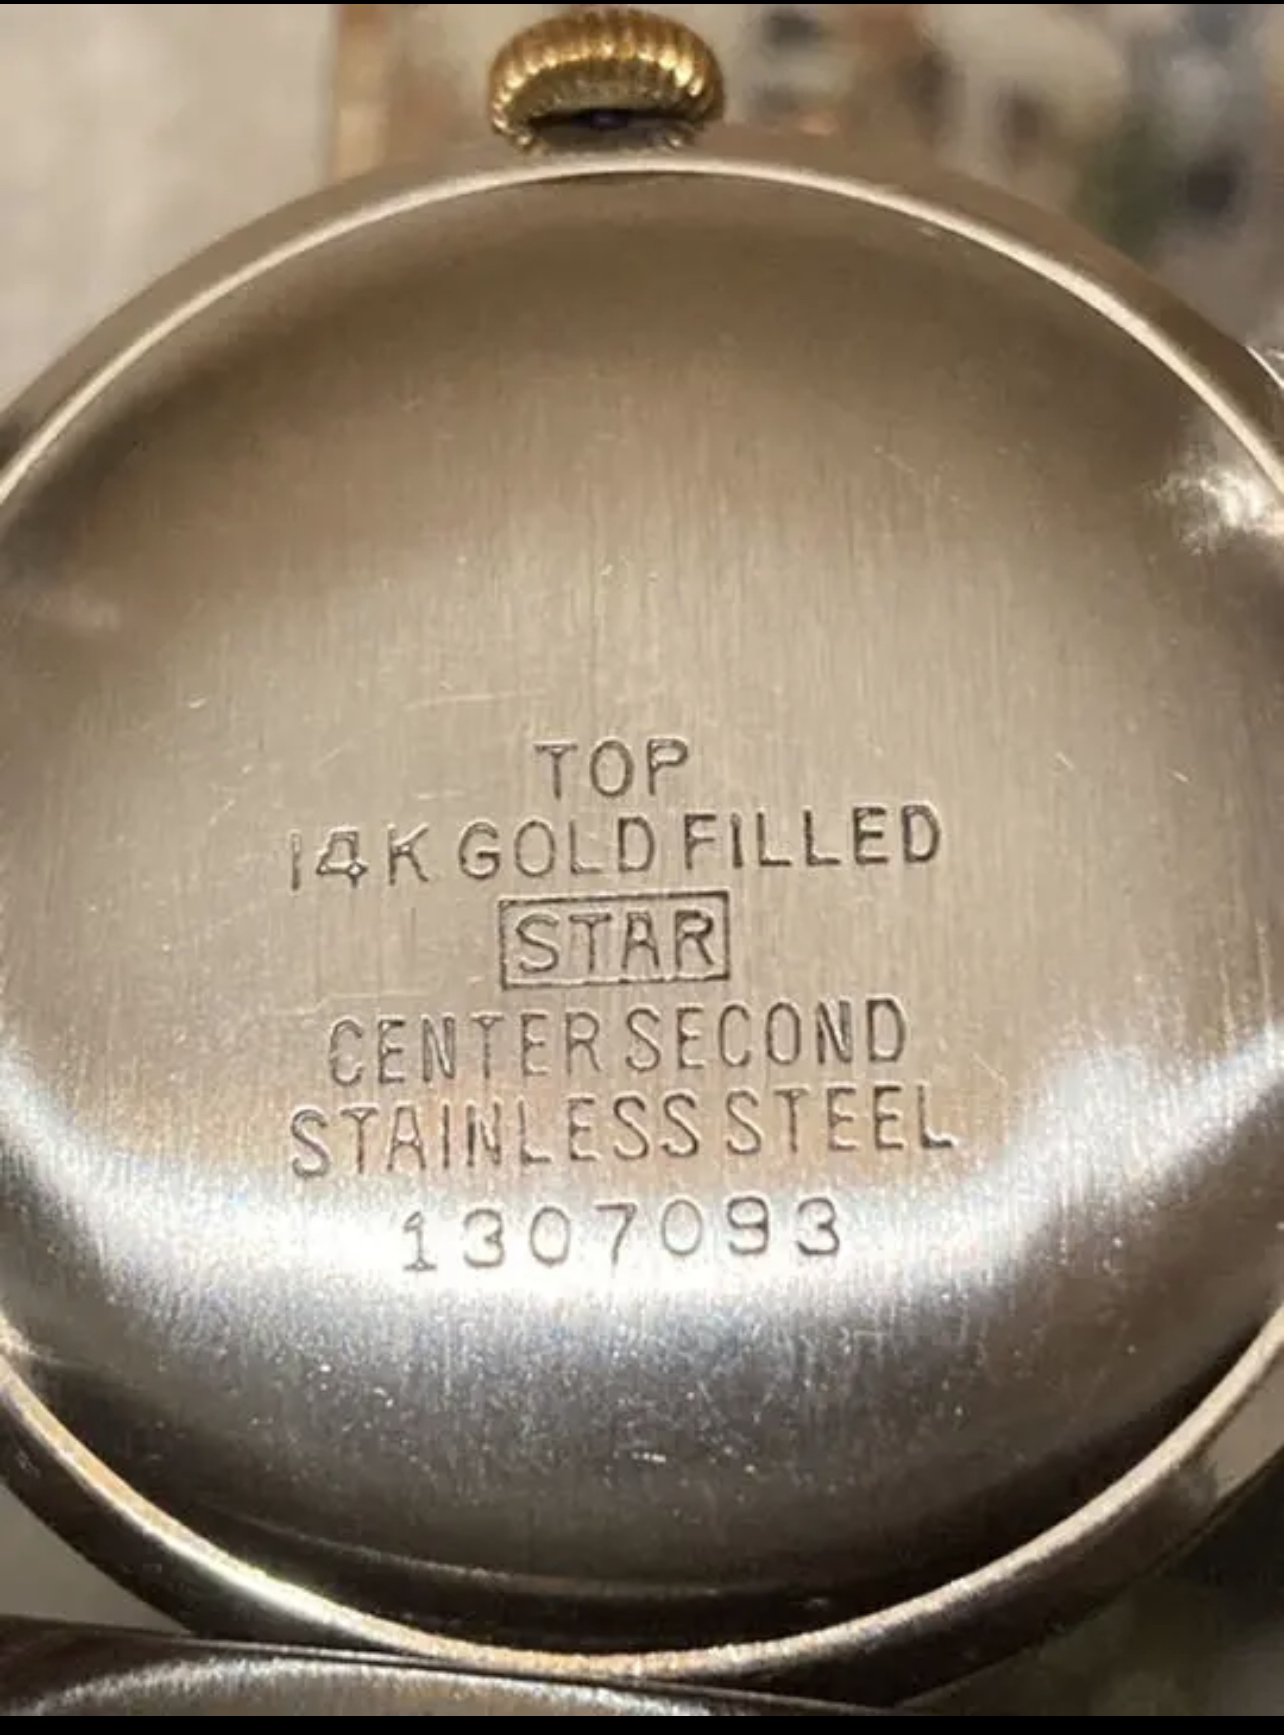 TOP
14K GOLD FILLED
STAR
CENTER SECOND
STAINLESS STEEL
1307093